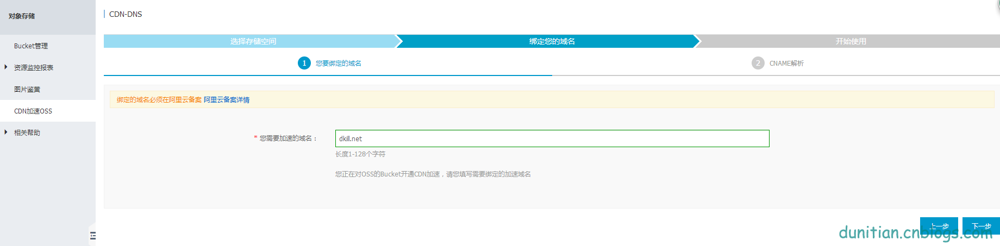 对象存储
Bucket管理
资源监控报表
图片鉴黄
CDN加速OSS
相关帮助
CDN-DNS
选择存储空间
绑定您的域名
开始使用
1 您要绑定的域名
2 CNAME解析
绑定的域名必须在阿里云备案 阿里云备案详情
* 您需要加速的域名：
dkill.net
长度1-128个字符
您正在对OSS的Bucket开通CDN加速，请您填写需要绑定的加速域名
上一步
下一步
dunitian.cnblogs.com